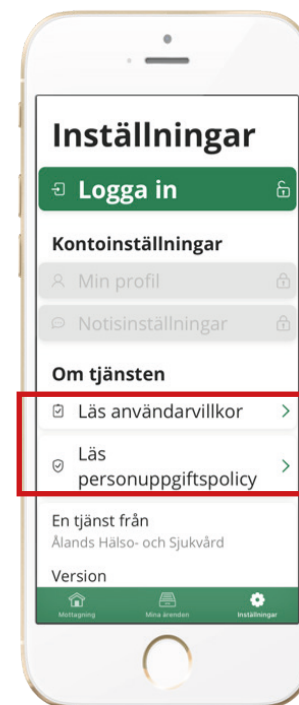 Inställningar
Logga in
Kontoinställningar
Min profil
Notisinställningar
Om tjänsten
Läs användarvillkor
Läs
personuppgiftspolicy
En tjänst från
Ålands Hälso- och Sjukvård
Version
Mottagning Mina ärenden Inställningar